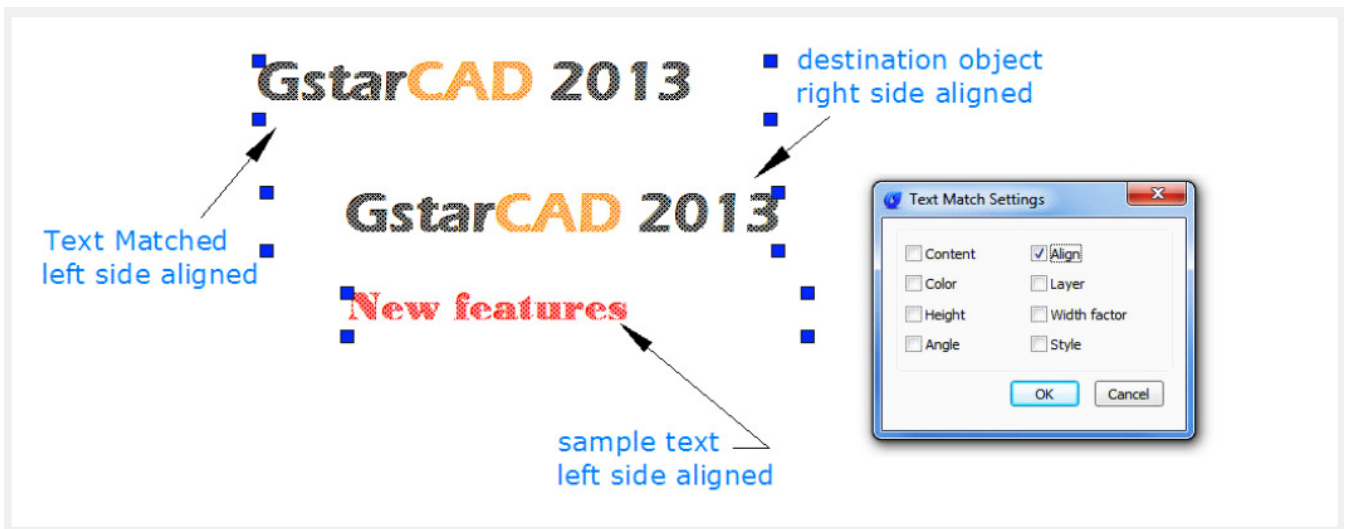 GstarCAD 2013
destination object
right side aligned
GstarCAD 2013
Text Matched
left side aligned
New features
sample text
left side aligned
Text Match Settings
Content
Align
Color
Layer
Height
Width factor
Angle
Style
OK
Cancel